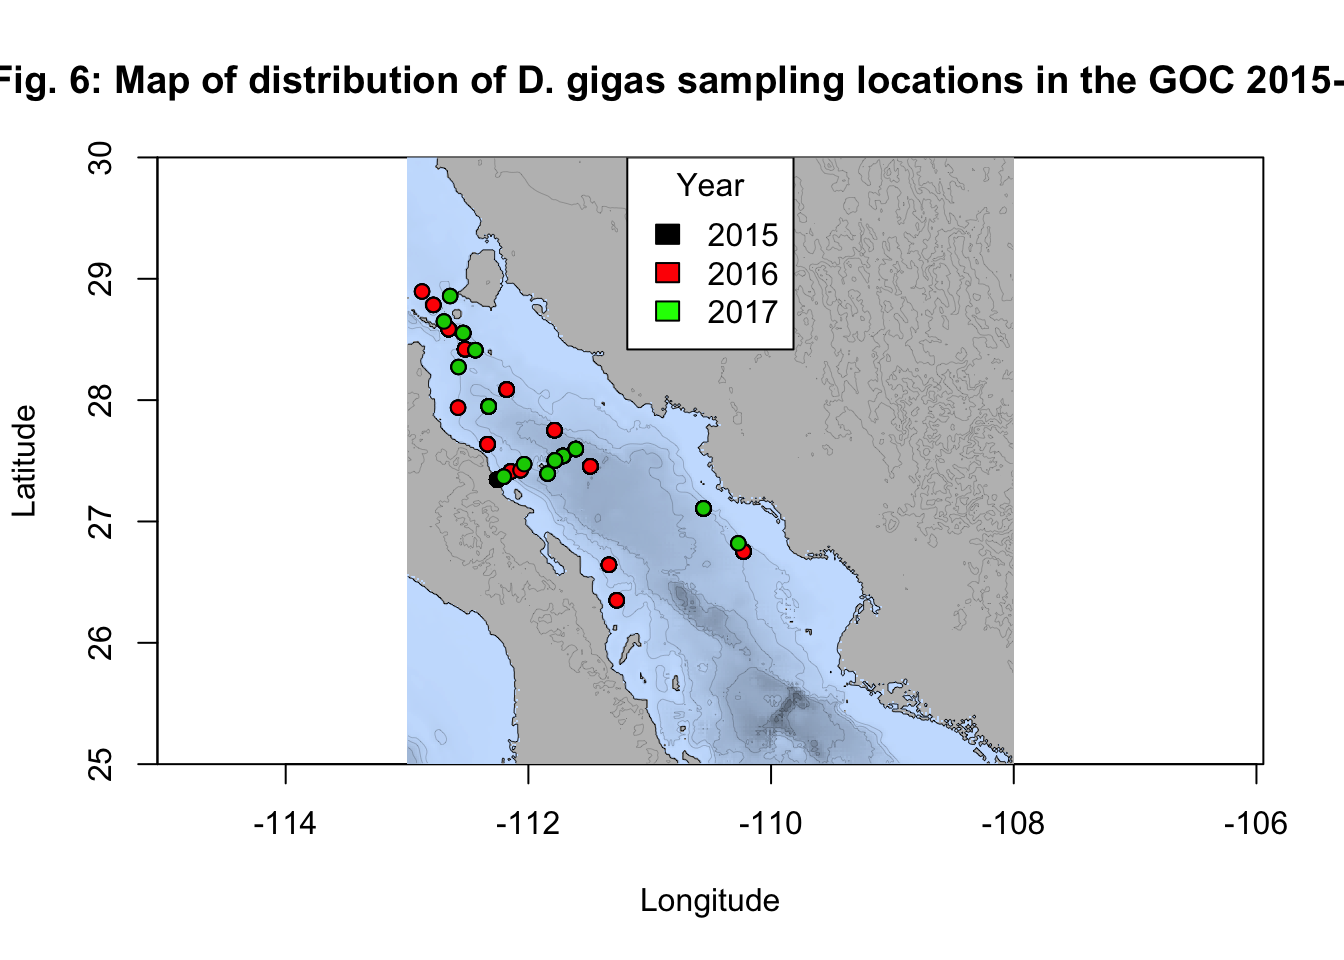 Fig. 6: Map of distribution of D. gigas sampling locations in the GOC 2015-
Year
2015
2016
2017
30
29
28
27
26
25
Latitude
-114 -112 -110 -108 -106
Longitude